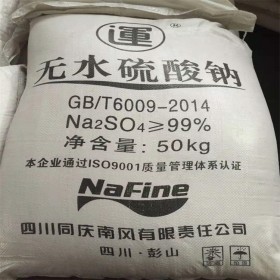 運®
无水硫酸钠
GB/T6009-2014
Na2SO4≥99%
净含量：50kg
本企业通过ISO9001质量管理体系认证
NaFine
四川同庆南风有限责任公司
四川·彭山